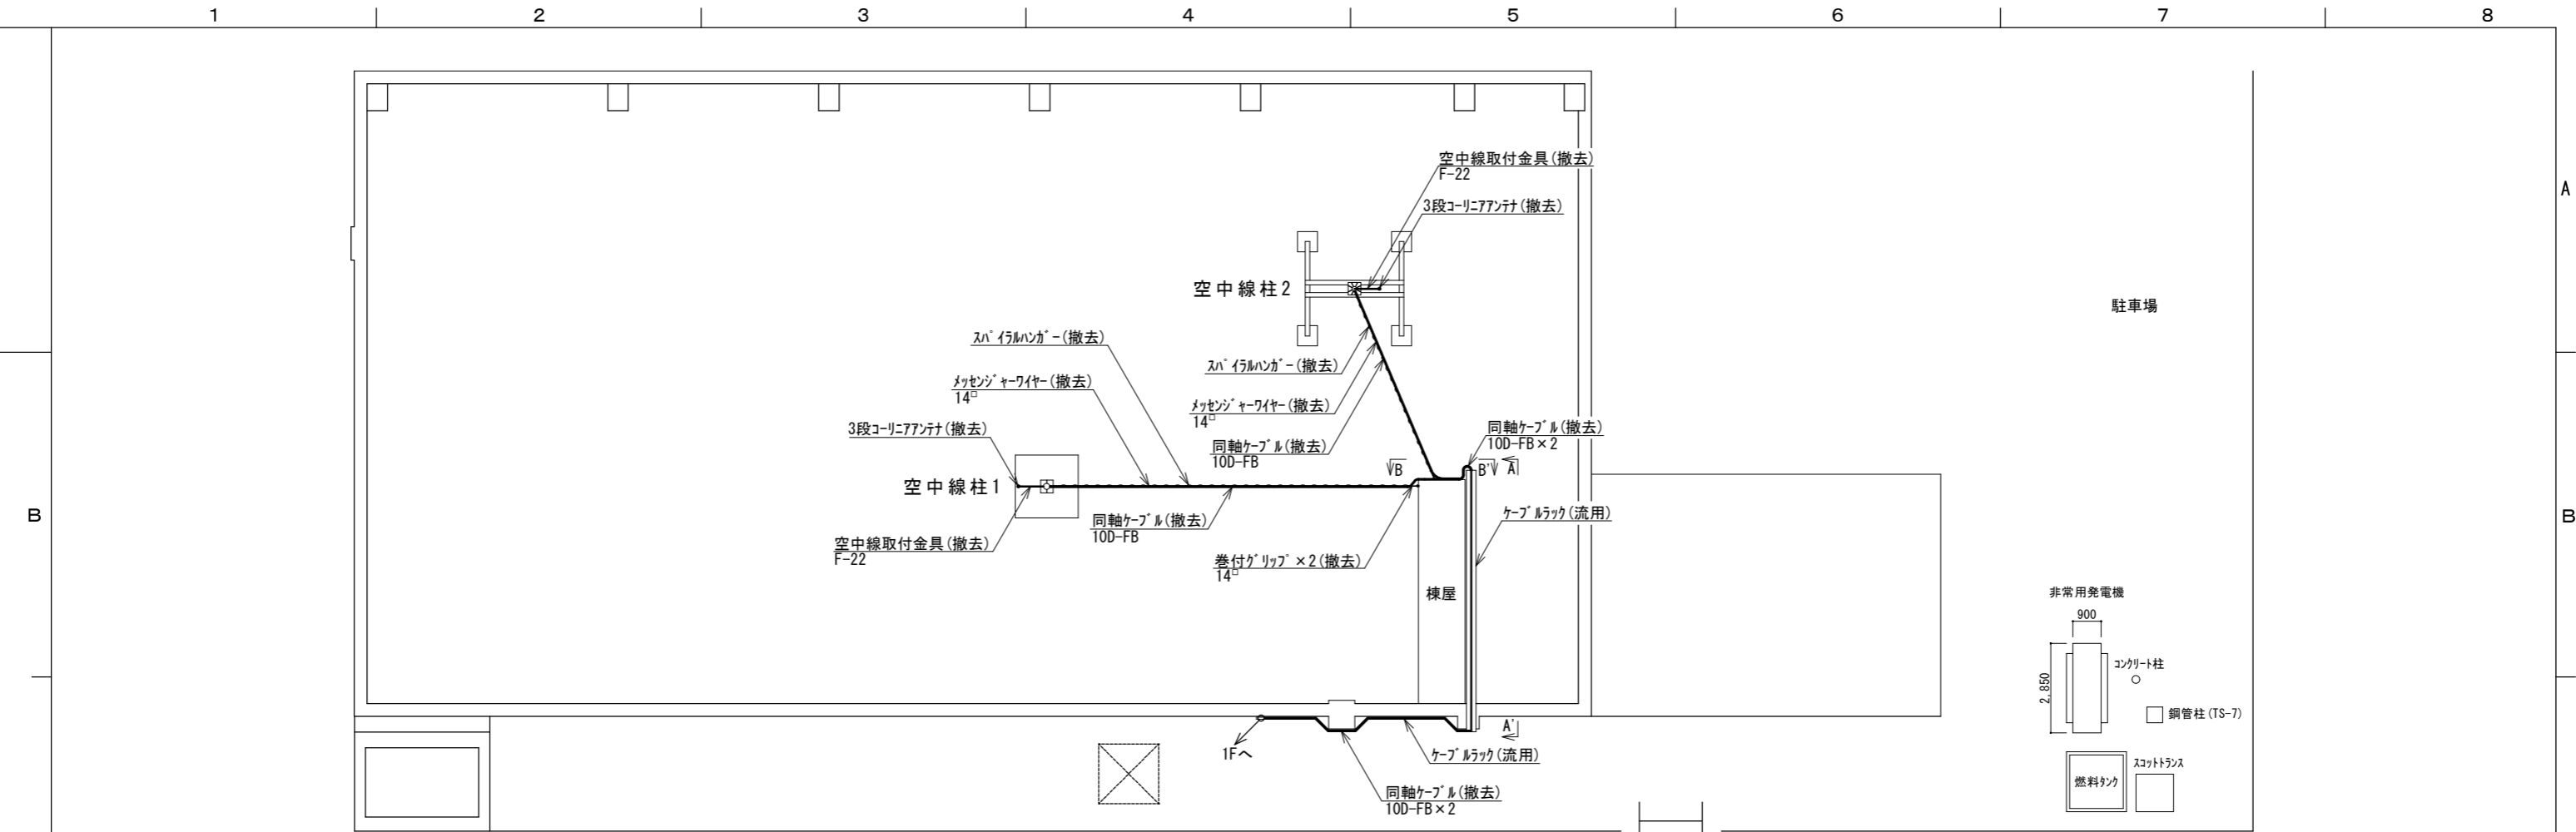 1 2 3 4 5 6 7 8
A
空中線取付金具(撤去)
F-22
3段コーリニアアンテナ(撤去)
空中線柱2
駐車場
スパイラルハンガー(撤去)
スパイラルハンガー(撤去)
メッセンジャーワイヤー(撤去)
14□
メッセンジャーワイヤー(撤去)
14□
3段コーリニアアンテナ(撤去)
同軸ケーブル(撤去)
10D-FB
同軸ケーブル(撤去)
10D-FB×2
B
B'
A
空中線柱1
B
B
ケーブルラック(流用)
同軸ケーブル(撤去)
10D-FB
空中線取付金具(撤去)
F-22
巻付グリップ×2(撤去)
14□
棟屋
非常用発電機
900
コンクリート柱
2,850
鋼管柱(TS-7)
A'
1Fへ
ケーブルラック(流用)
スコットトランス
燃料タンク
同軸ケーブル(撤去)
10D-FB×2